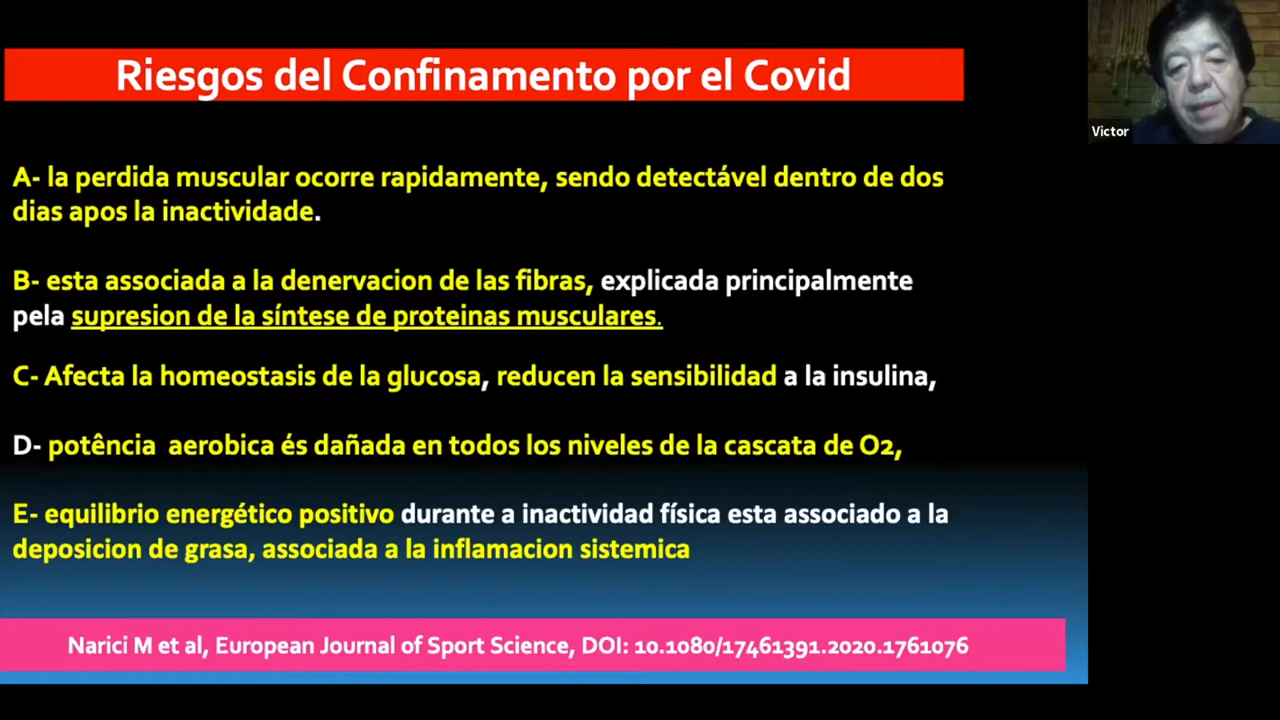 Riesgos del Confinamento por el Covid
Victor
A- la perdida muscular ocorre rapidamente, sendo detectável dentro de dos
dias apos la inactividade.
B- esta associada a la denervacion de las fibras, explicada principalmente
pela supresion de la síntese de proteinas musculares.
C- Afecta la homeostasis de la glucosa, reducen la sensibilidad a la insulina,
D- potência aerobica és dañada en todos los niveles de la cascata de O2,
E- equilibrio energético positivo durante a inactividad física esta associado a la
deposicion de grasa, associada a la inflamacion sistemica
Narici M et al, European Journal of Sport Science, DOI: 10.1080/17461391.2020.1761076